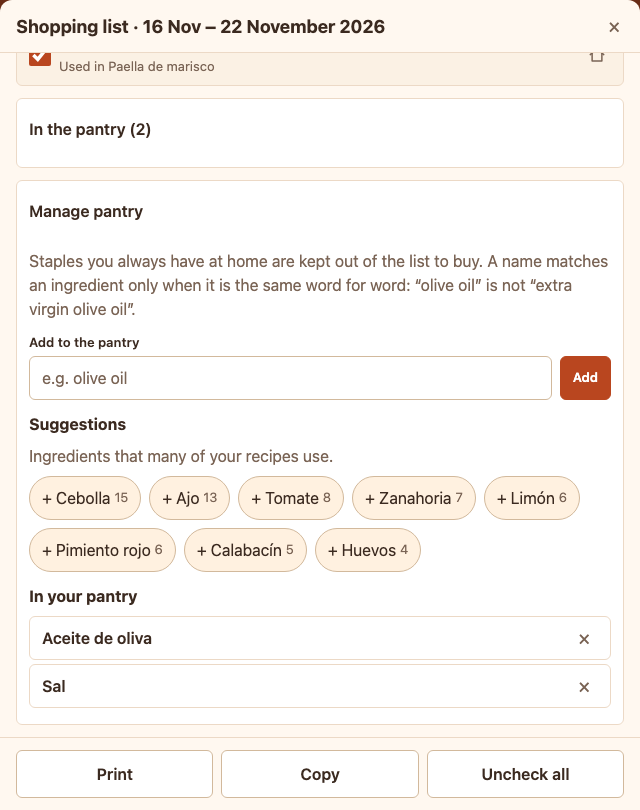 Shopping list · 16 Nov – 22 November 2026
Used in Paella de marisco
In the pantry (2)
Manage pantry
Staples you always have at home are kept out of the list to buy. A name matches
an ingredient only when it is the same word for word: “olive oil” is not “extra
virgin olive oil”.
Add to the pantry
e.g. olive oil
Add
Suggestions
Ingredients that many of your recipes use.
+ Cebolla 15 + Ajo 13 + Tomate 8 + Zanahoria 7 + Limón 6
+ Pimiento rojo 6 + Calabacín 5 + Huevos 4
In your pantry
Aceite de oliva
Sal
Print Copy Uncheck all